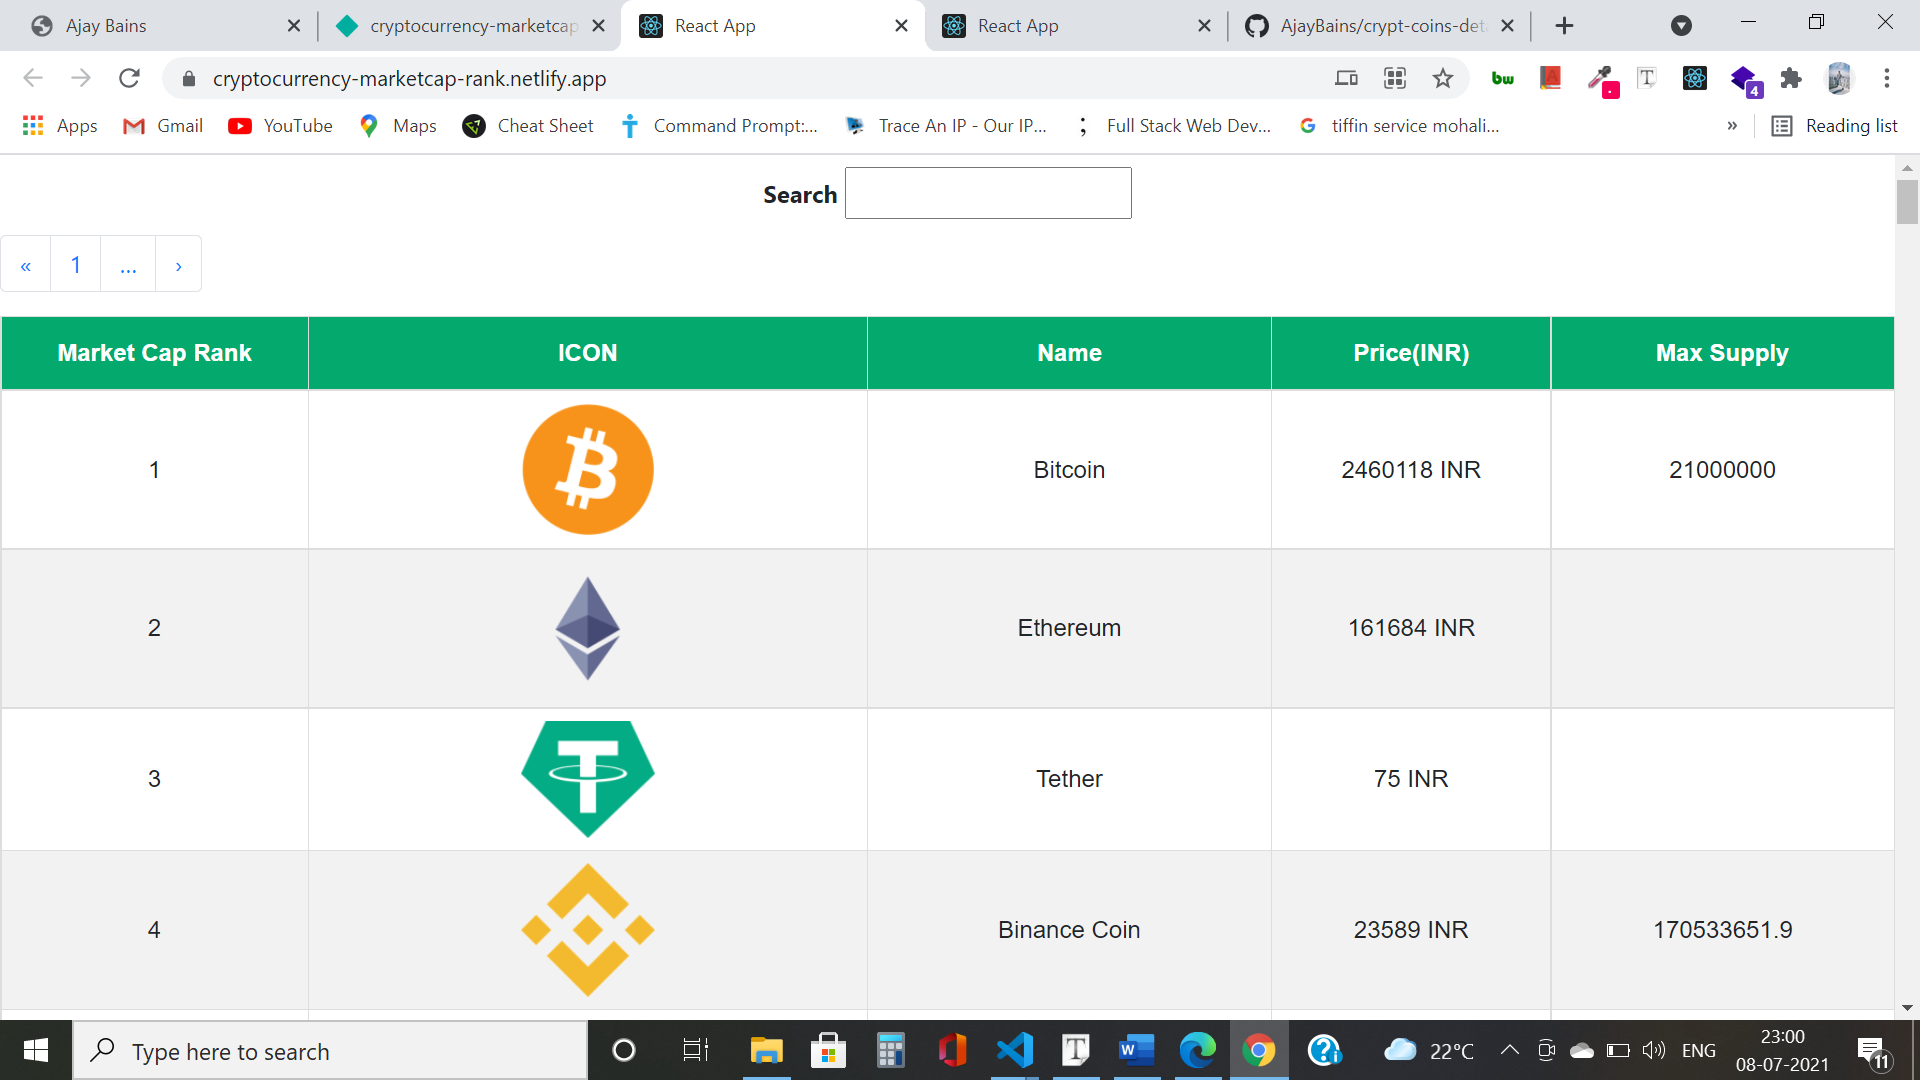 Ajay Bains
cryptocurrency-marketcap
React App
React App
AjayBains/crypt-coins-det
cryptocurrency-marketcap-rank.netlify.app
bw
T
4
Apps
Gmail
YouTube
Maps
Cheat Sheet
Command Prompt:...
Trace An IP - Our IP...
Full Stack Web Dev...
tiffin service mohali...
»
Reading list
Search
«
1
...
›
Market Cap Rank ICON Name Price(INR) Max Supply
1 Bitcoin 2460118 INR 21000000
2 Ethereum 161684 INR
3 Tether 75 INR
4 Binance Coin 23589 INR 170533651.9
Type here to search
22°C
ENG
23:00
08-07-2021
11